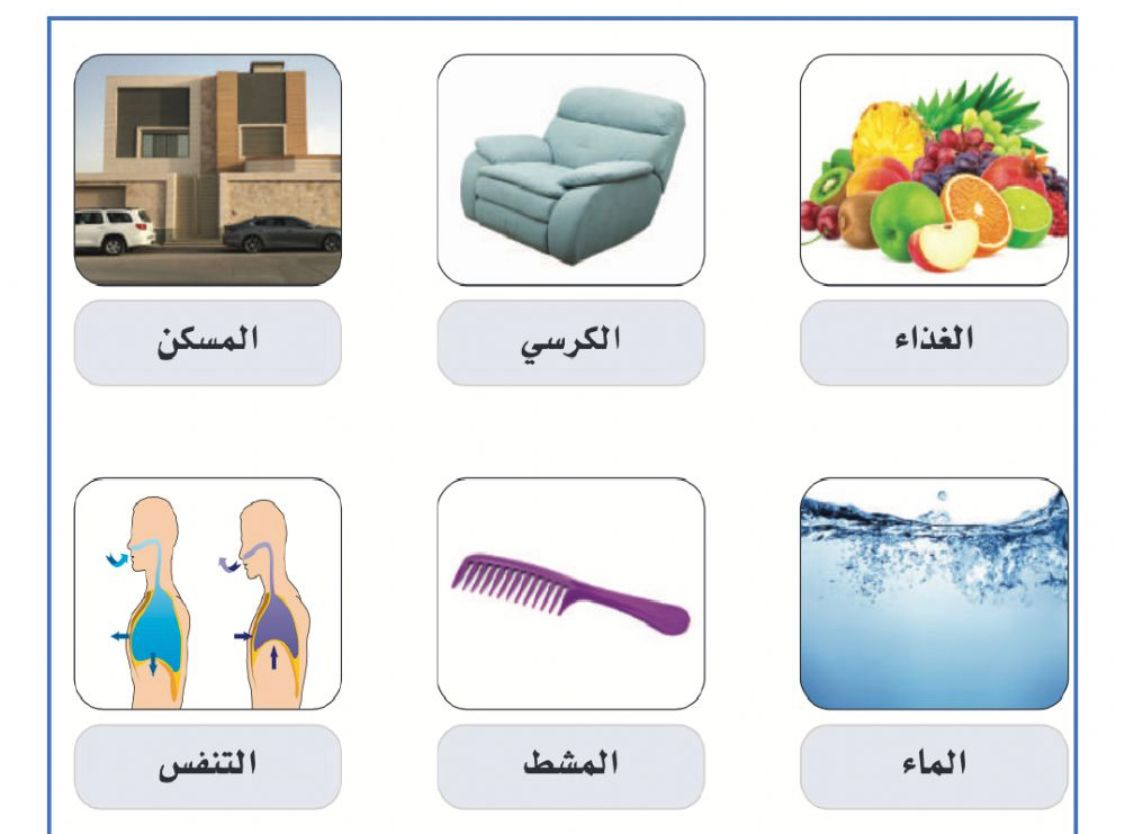 الغذاء
الكرسي
المسكن
الماء
المشط
التنفس